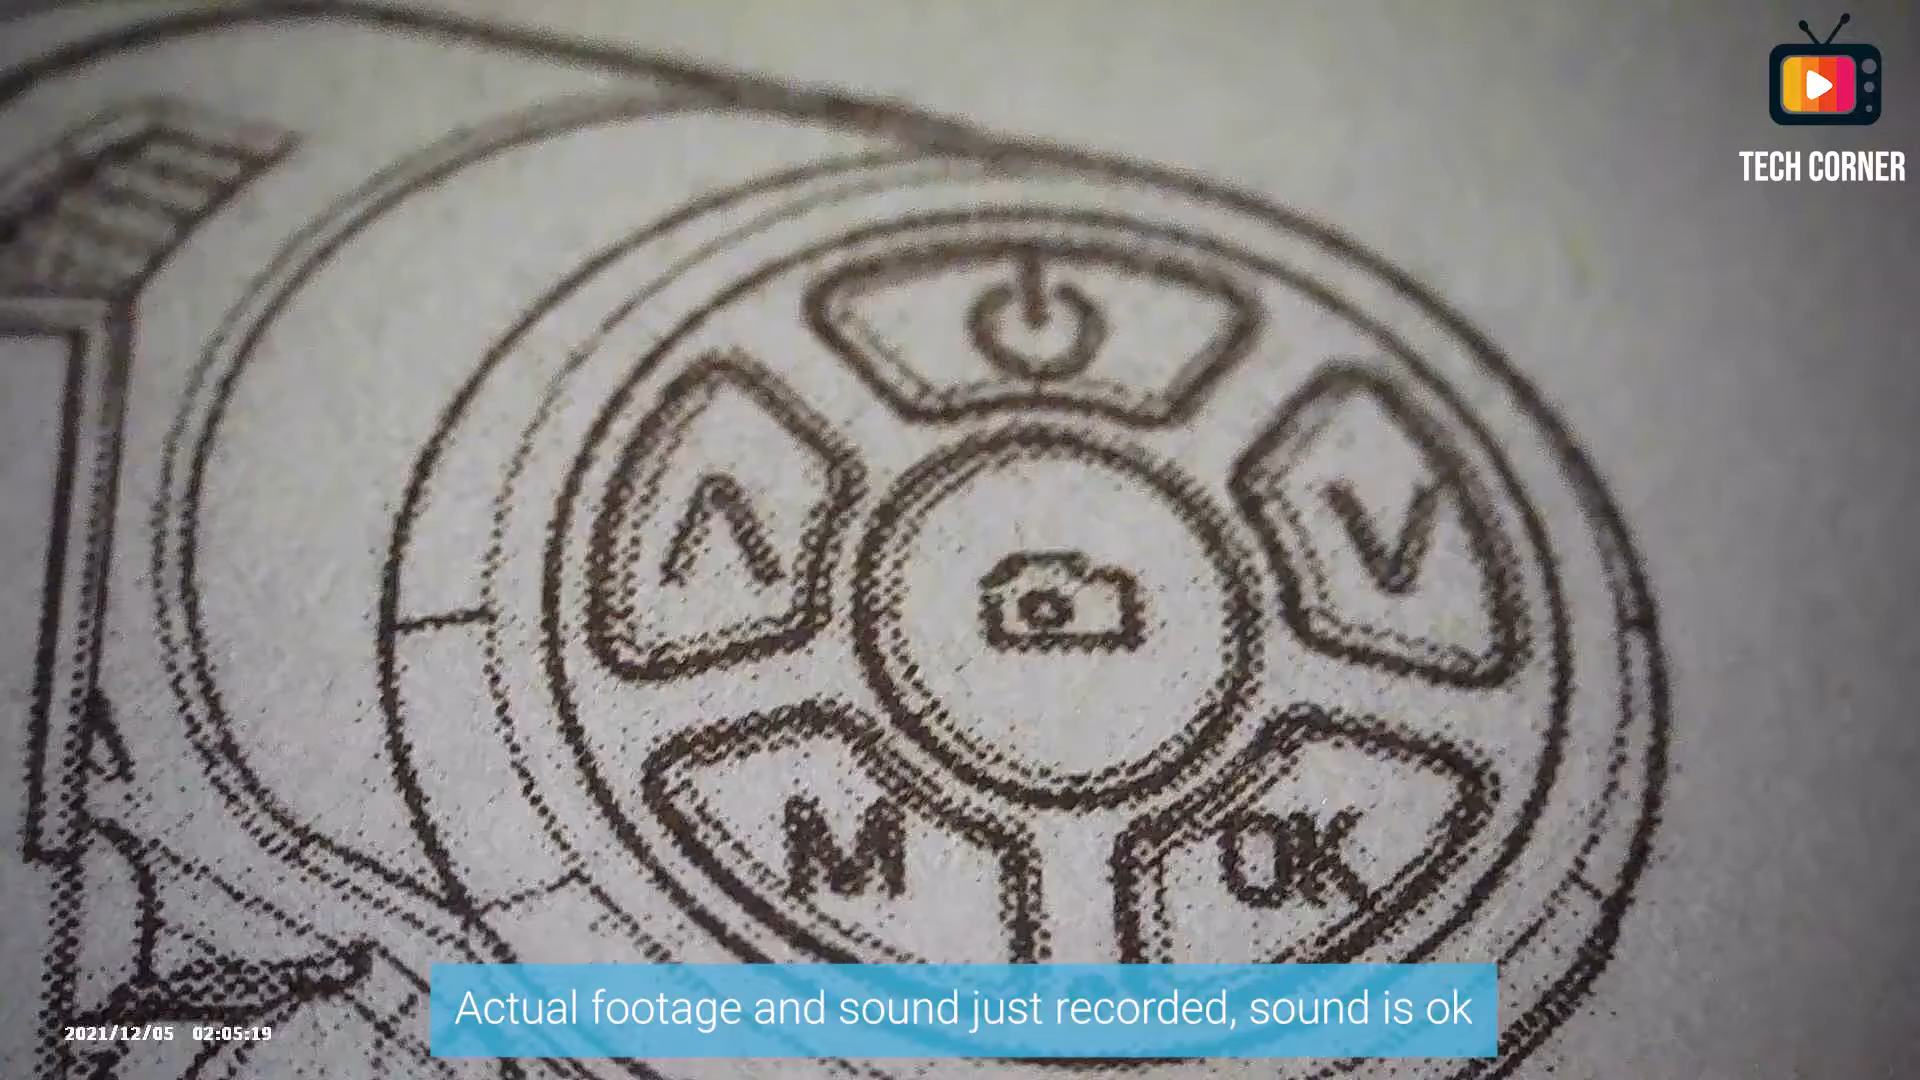 TECH CORNER
M
OK
Actual footage and sound just recorded, sound is ok
2021/12/05 02:05:19